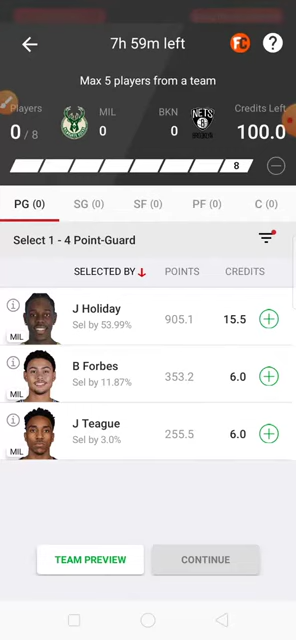 7h 59m left
FC
?
Max 5 players from a team
Players
MIL
BKN
Credits Left
0 / 8
0
0
100.0
NETS
8
PG (0)
SG (0)
SF (0)
PF (0)
C (0)
Select 1 - 4 Point-Guard
SELECTED BY
POINTS
CREDITS
J Holiday
Sel by 53.99%
905.1
15.5
MIL
B Forbes
Sel by 11.87%
353.2
6.0
MIL
J Teague
Sel by 3.0%
255.5
6.0
MIL
TEAM PREVIEW
CONTINUE